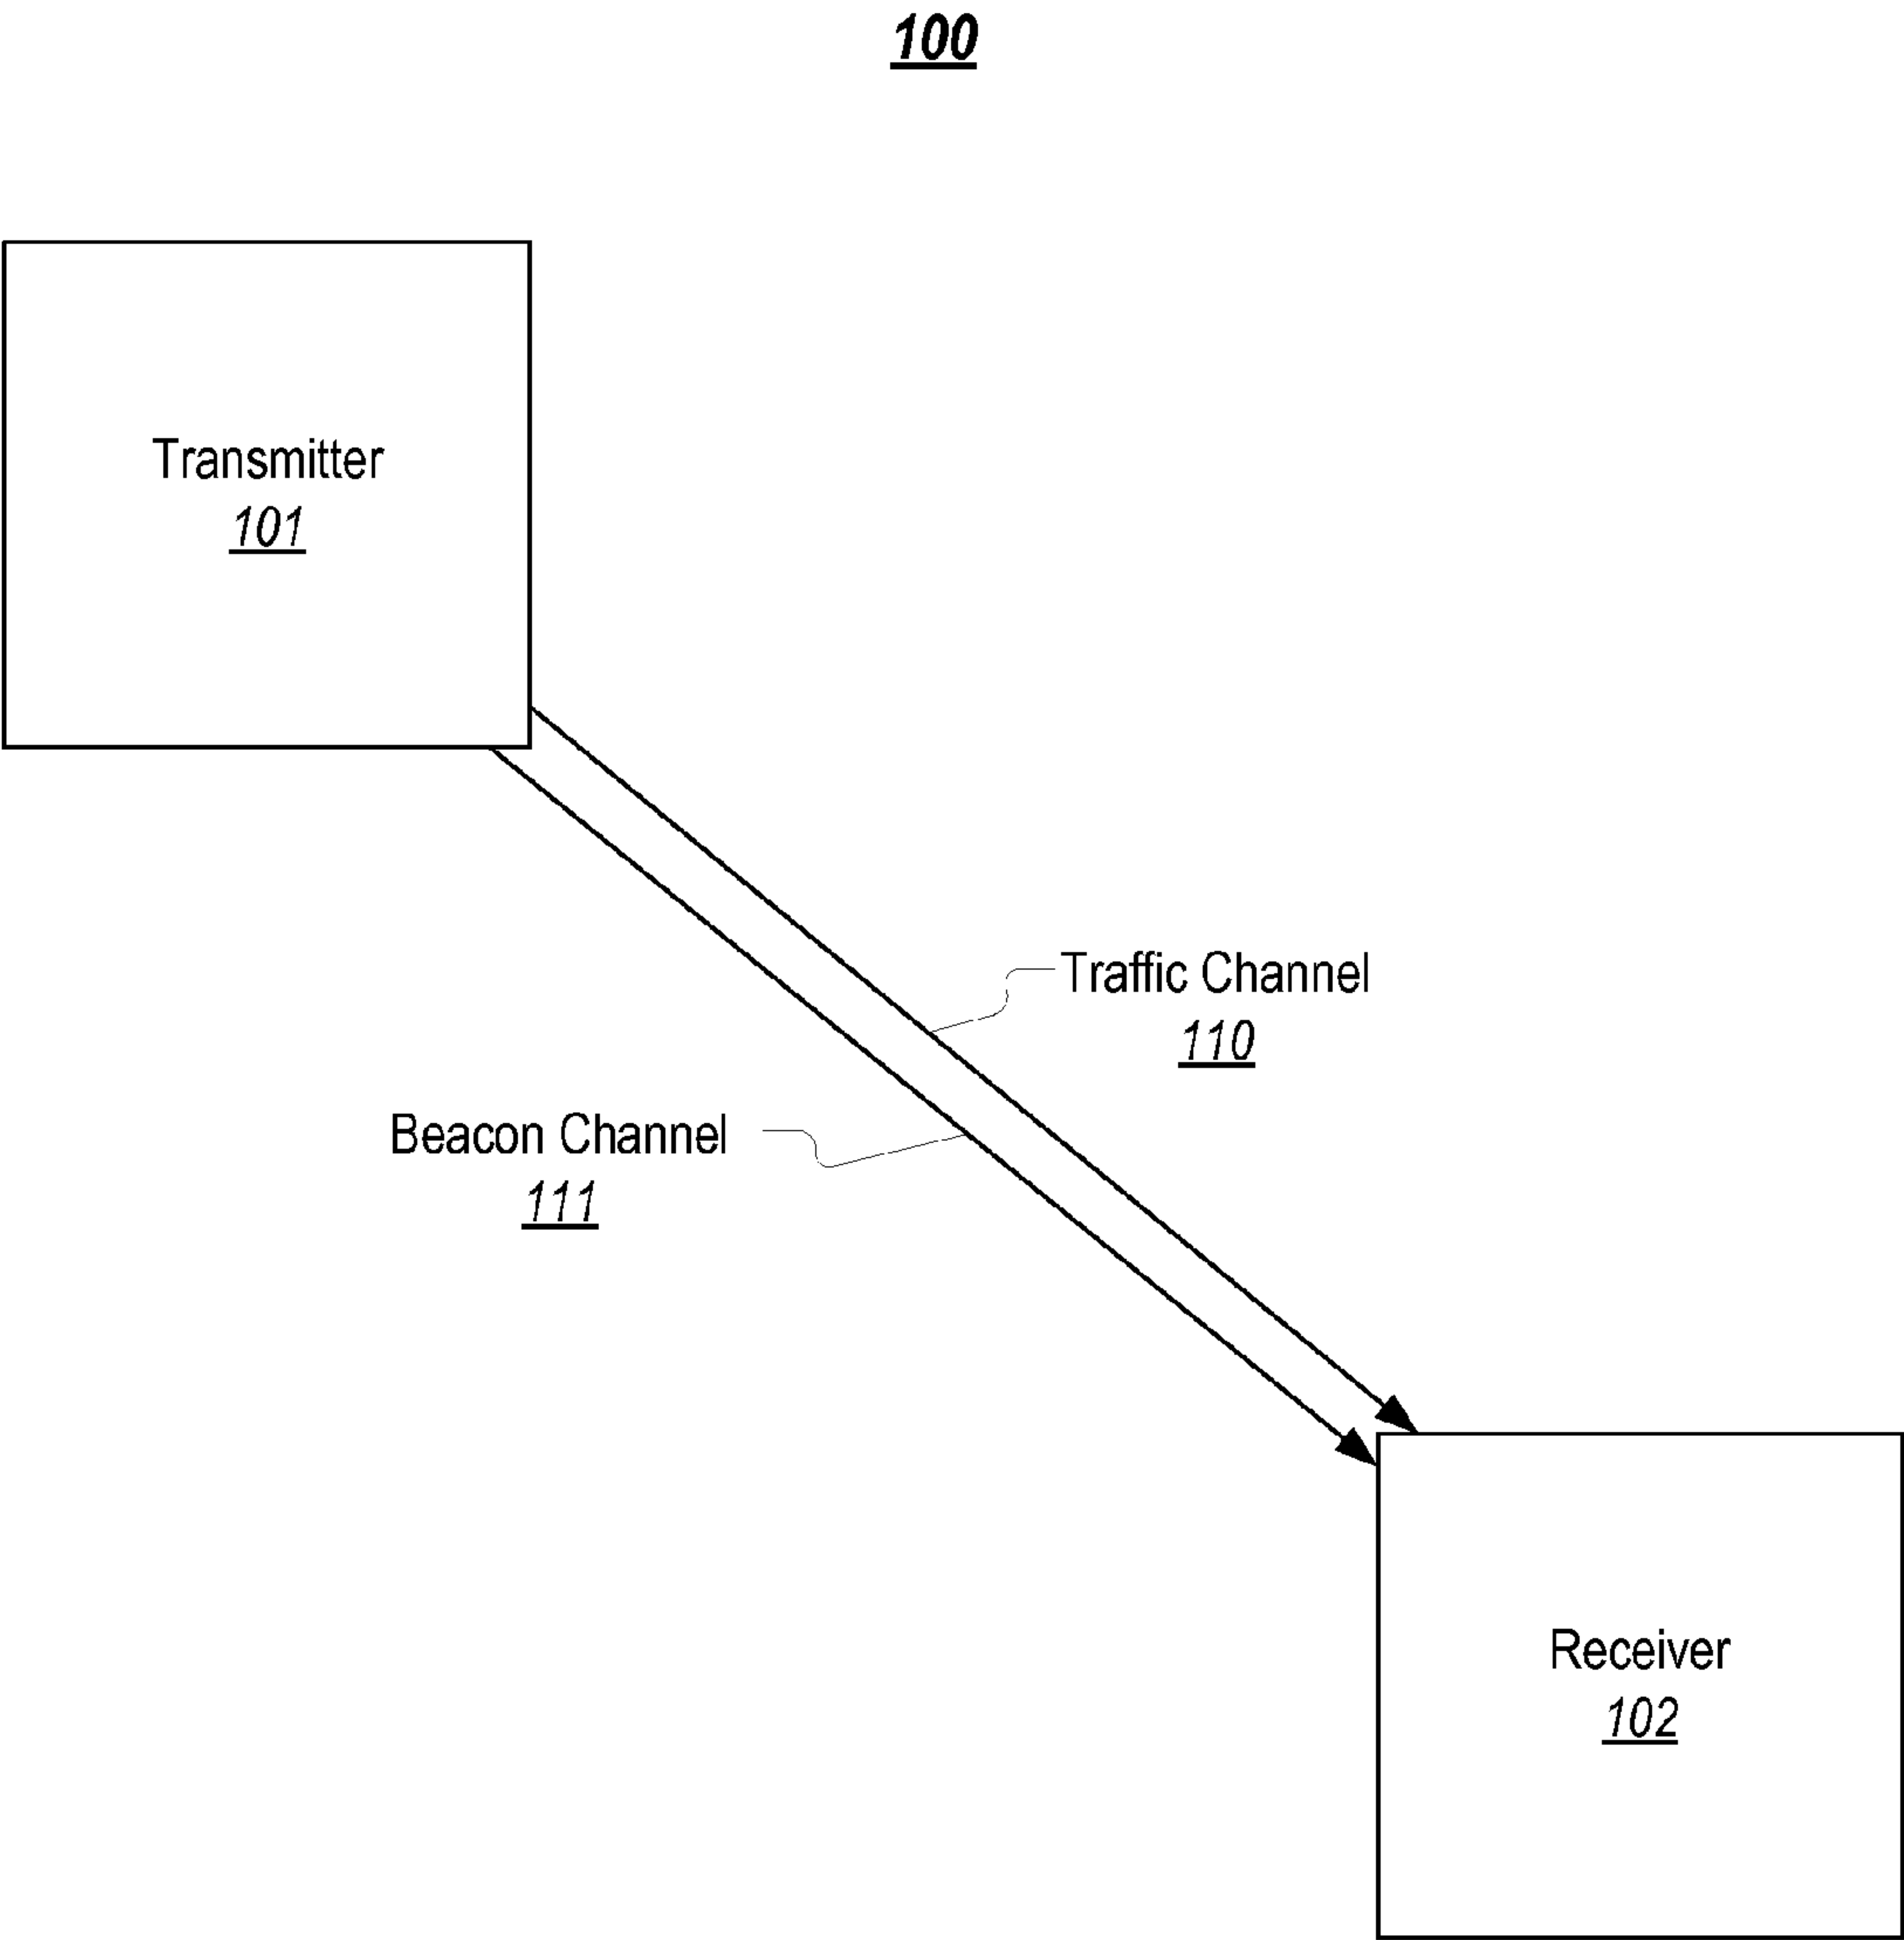 100
Transmitter
101
Traffic Channel
110
Beacon Channel
111
Receiver
102